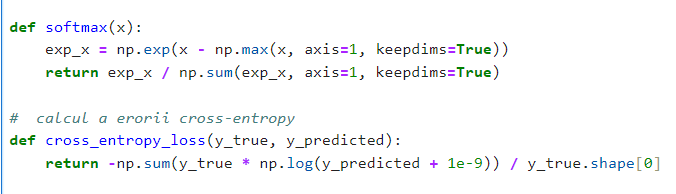 def softmax(x):
    exp_x = np.exp(x - np.max(x, axis=1, keepdims=True))
    return exp_x / np.sum(exp_x, axis=1, keepdims=True)

#  calcul a erorii cross-entropy
def cross_entropy_loss(y_true, y_predicted):
    return -np.sum(y_true * np.log(y_predicted + 1e-9)) / y_true.shape[0]